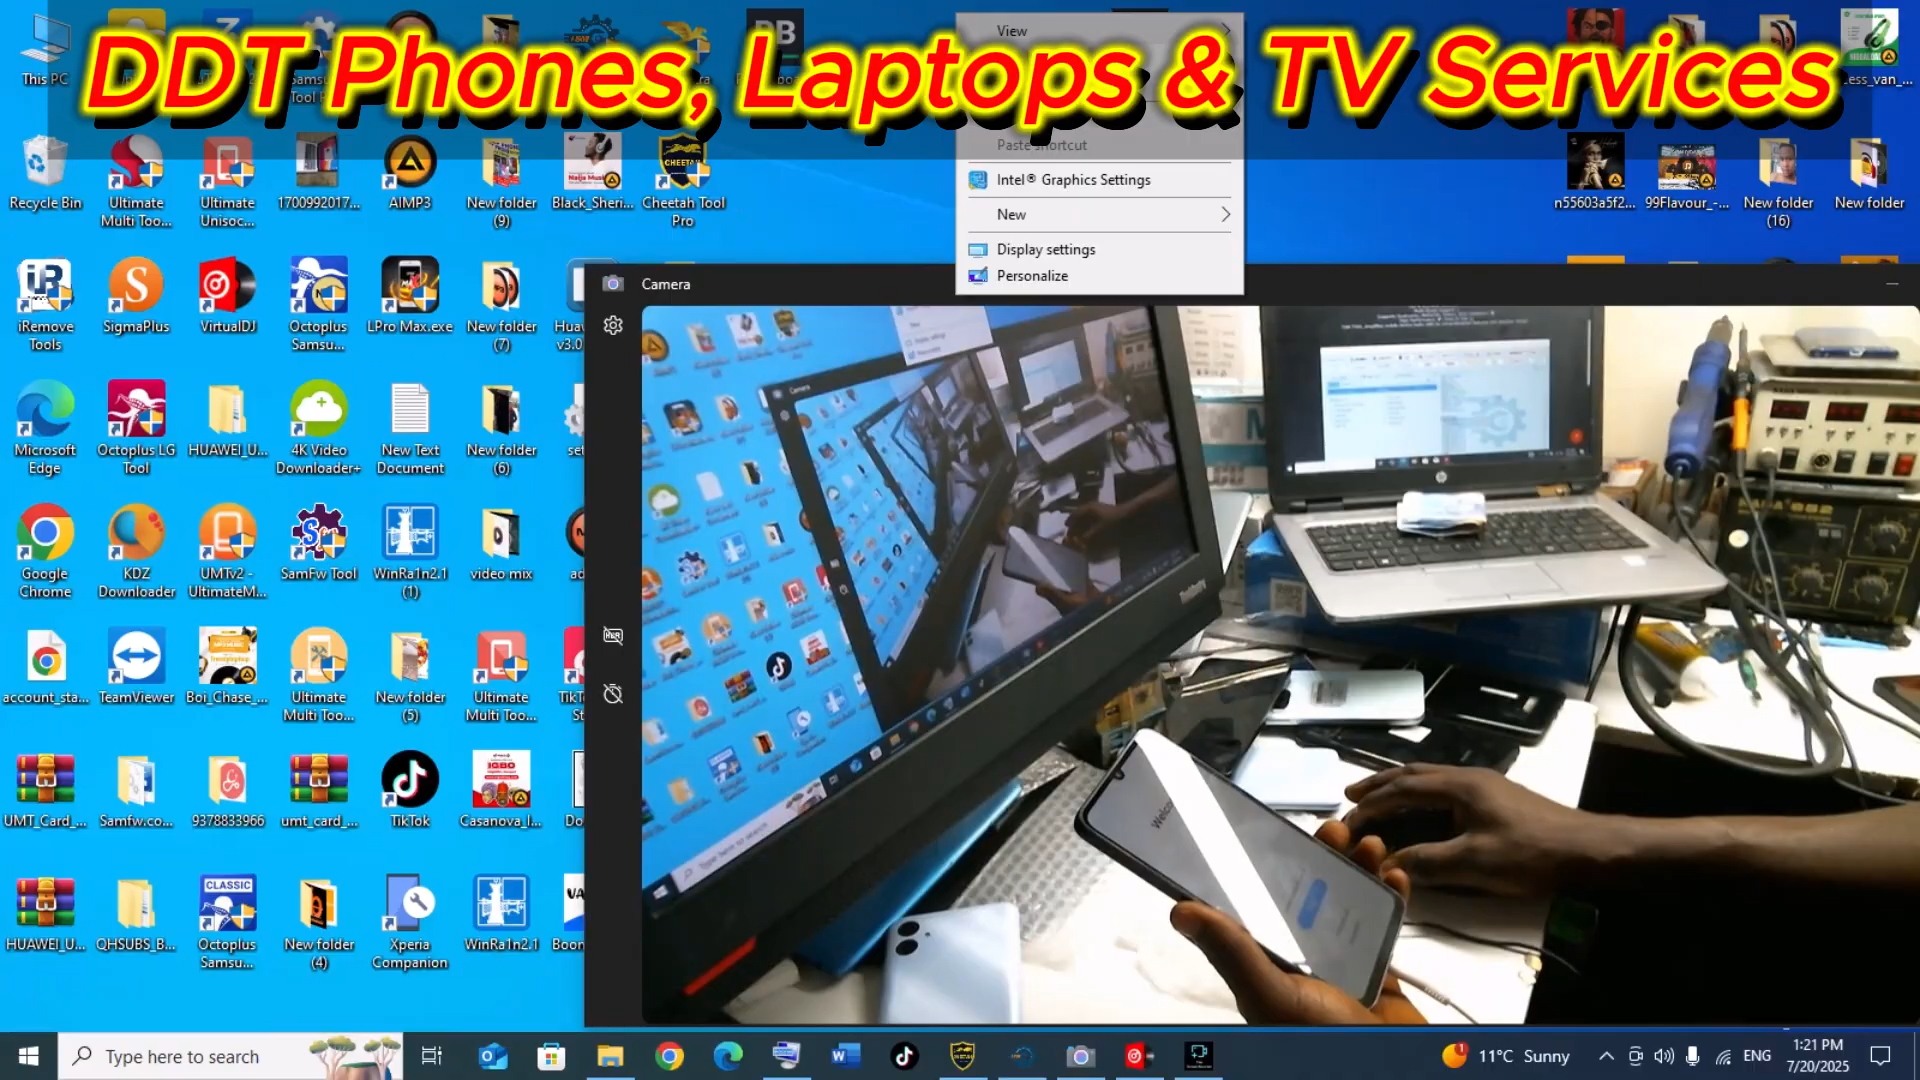 DDT Phones, Laptops & TV Services
View
Paste shortcut
Intel® Graphics Settings
New
Display settings
Personalize
This PC
Tool
Ess_van_...
Recycle Bin
Ultimate Multi Too...
Ultimate Unisoc...
1700992017...
AIMP3
New folder (9)
Black_Sheri...
Cheetah Tool Pro
n55603a5f2...
99Flavour_-...
New folder (16)
New folder
iRemove Tools
SigmaPlus
VirtualDJ
Octoplus Samsu...
LPro Max.exe
New folder (7)
Camera
Microsoft Edge
Octoplus LG Tool
HUAWEI_U...
4K Video Downloader+
New Text Document
New folder (6)
Google Chrome
KDZ Downloader
UMTv2 - UltimateM...
SamFw Tool
WinRa1n2.1 (1)
video mix
account_sta...
TeamViewer
Boi_Chase_...
Ultimate Multi Too...
New folder (5)
Ultimate Multi Too...
UMT_Card_...
Samfw.co...
9378833966
umt_card_...
TikTok
Casanova_I...
HUAWEI_U...
QHSUBS_B...
Octoplus Samsu...
New folder (4)
Xperia Companion
WinRa1n2.1
CLASSIC
IGBO
CHEETAH
Type here to search
11°C Sunny
ENG
1:21 PM
7/20/2025